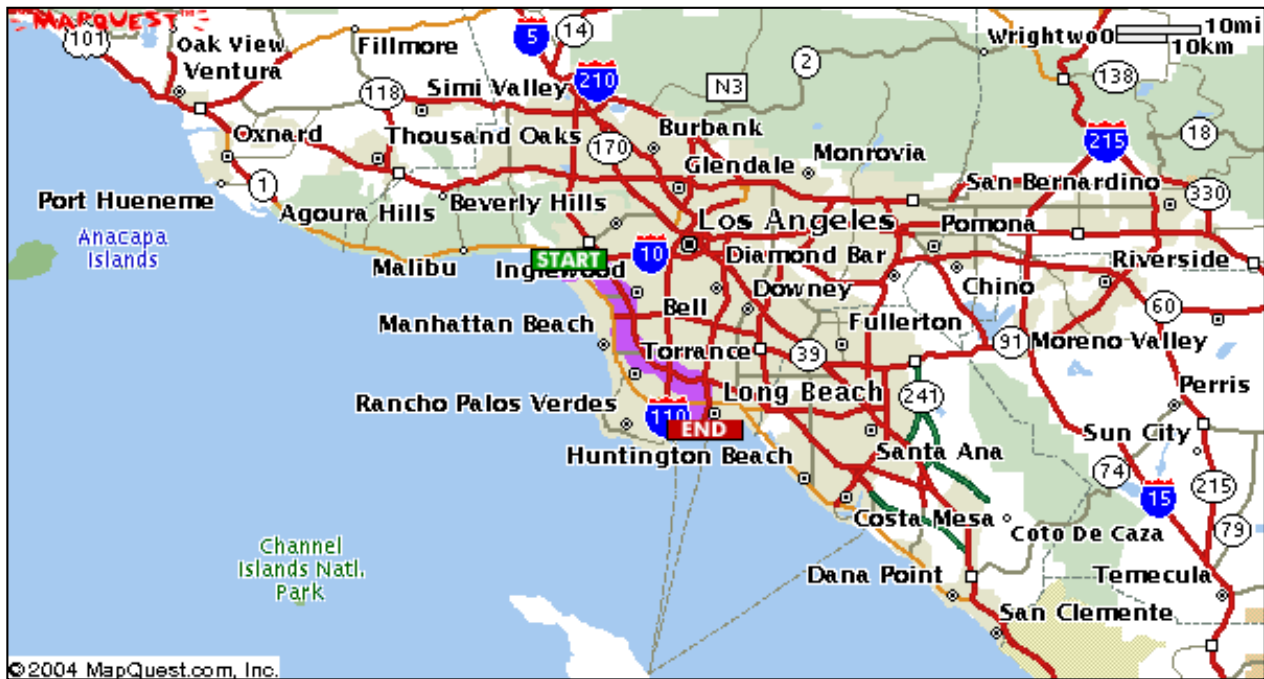 MAPQUEST
TM
101
Oak View
Ventura
Fillmore
5
14
Wrightwoo
10mi
10km
2
138
Simi Valley
210
N3
118
Oxnard
Thousand Oaks
170
Burbank
Glendale
Monrovia
215
18
1
Port Hueneme
Agoura Hills
Beverly Hills
San Bernardino
330
Los Angeles
Pomona
Anacapa
Islands
Malibu
START
Inglewood
10
Diamond Bar
Riverside
Downey
Chino
60
Bell
Manhattan Beach
Fullerton
Torrance
39
91
Moreno Valley
Perris
Long Beach
241
Rancho Palos Verdes
110
END
Sun City
Huntington Beach
Santa Ana
74
15
215
Costa Mesa
Coto De Caza
79
Channel
Islands Natl.
Park
Dana Point
Temecula
San Clemente
©2004 MapQuest.com, Inc.